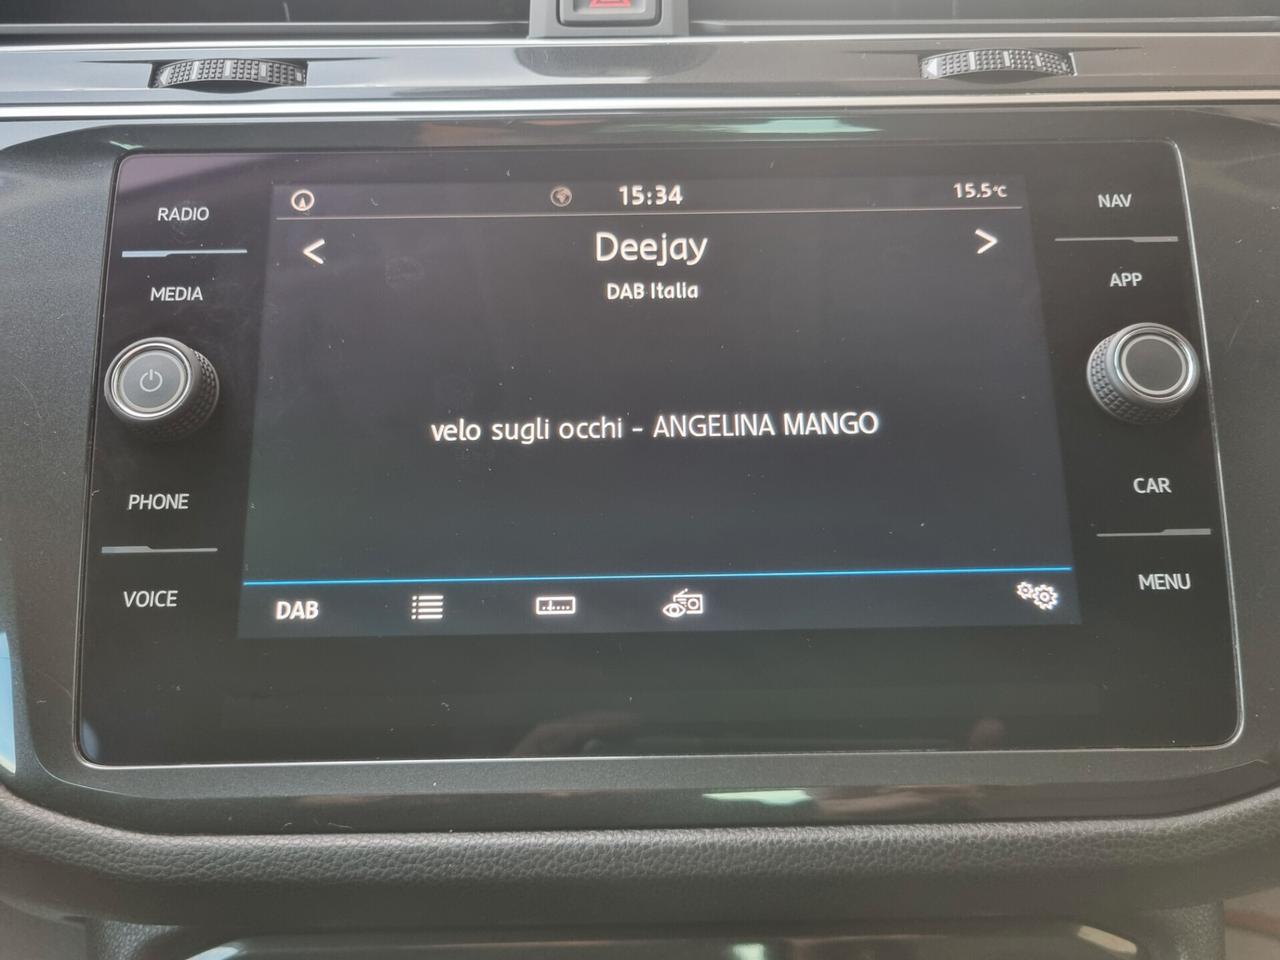 15:34
15.5°C
RADIO
NAV
< Deejay >
DAB Italia
MEDIA
APP
velo sugli occhi - ANGELINA MANGO
PHONE
CAR
VOICE
DAB
MENU